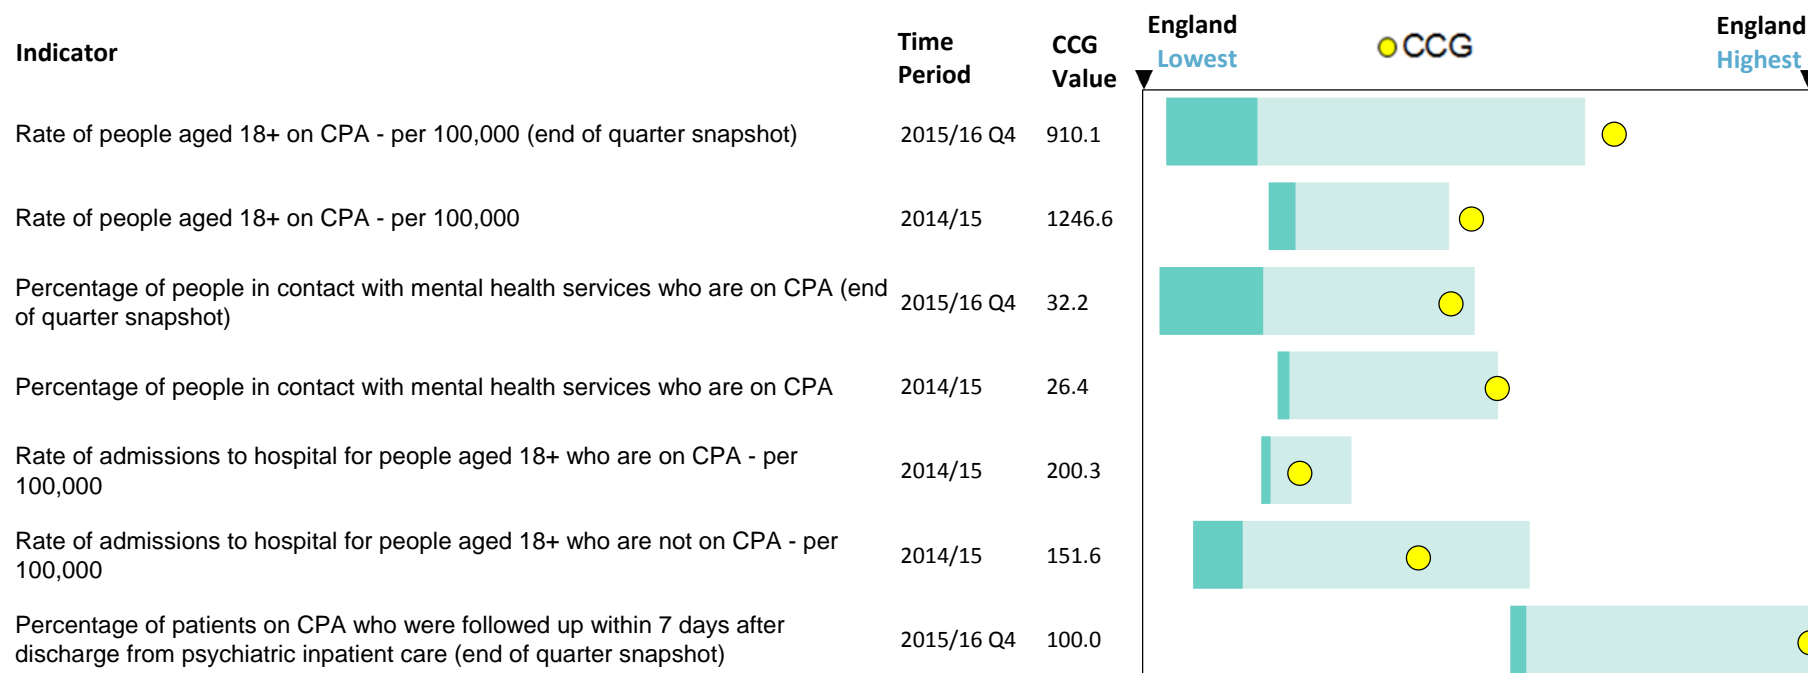 Indicator
Time Period
CCG Value
England Lowest
CCG
England Highest
Rate of people aged 18+ on CPA - per 100,000 (end of quarter snapshot) 2015/16 Q4 910.1
Rate of people aged 18+ on CPA - per 100,000 2014/15 1246.6
Percentage of people in contact with mental health services who are on CPA (end
of quarter snapshot) 2015/16 Q4 32.2
Percentage of people in contact with mental health services who are on CPA 2014/15 26.4
Rate of admissions to hospital for people aged 18+ who are on CPA - per
100,000 2014/15 200.3
Rate of admissions to hospital for people aged 18+ who are not on CPA - per
100,000 2014/15 151.6
Percentage of patients on CPA who were followed up within 7 days after
discharge from psychiatric inpatient care (end of quarter snapshot) 2015/16 Q4 100.0